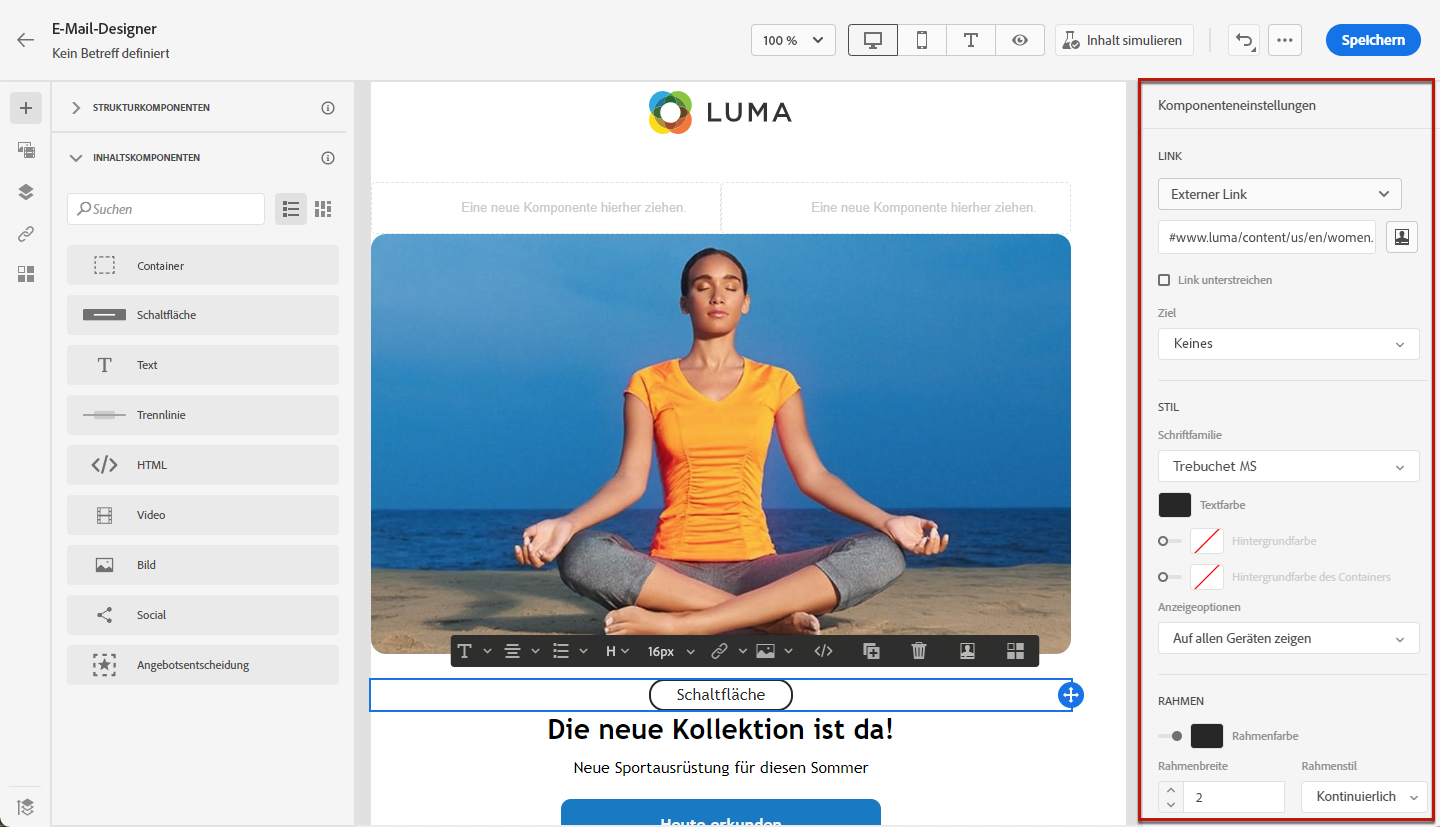 E-Mail-Designer
Kein Betreff definiert
100 %
Inhalt simulieren
Speichern
STRUKTURKOMPONENTEN
INHALTSKOMPONENTEN
Suchen
Container
Schaltfläche
Text
Trennlinie
HTML
Video
Bild
Social
Angebotsentscheidung
LUMA
Eine neue Komponente hierher ziehen.
Eine neue Komponente hierher ziehen.
H
16px
Schaltfläche
Die neue Kollektion ist da!
Neue Sportausrüstung für diesen Sommer
Heute erkunden
Komponenteneinstellungen
LINK
Externer Link
#www.luma/content/us/en/women.
Link unterstreichen
Ziel
Keines
STIL
Schriftfamilie
Trebuchet MS
Textfarbe
Hintergrundfarbe
Hintergrundfarbe des Containers
Anzeigeoptionen
Auf allen Geräten zeigen
RAHMEN
Rahmenfarbe
Rahmenbreite
Rahmenstil
2
Kontinuierlich